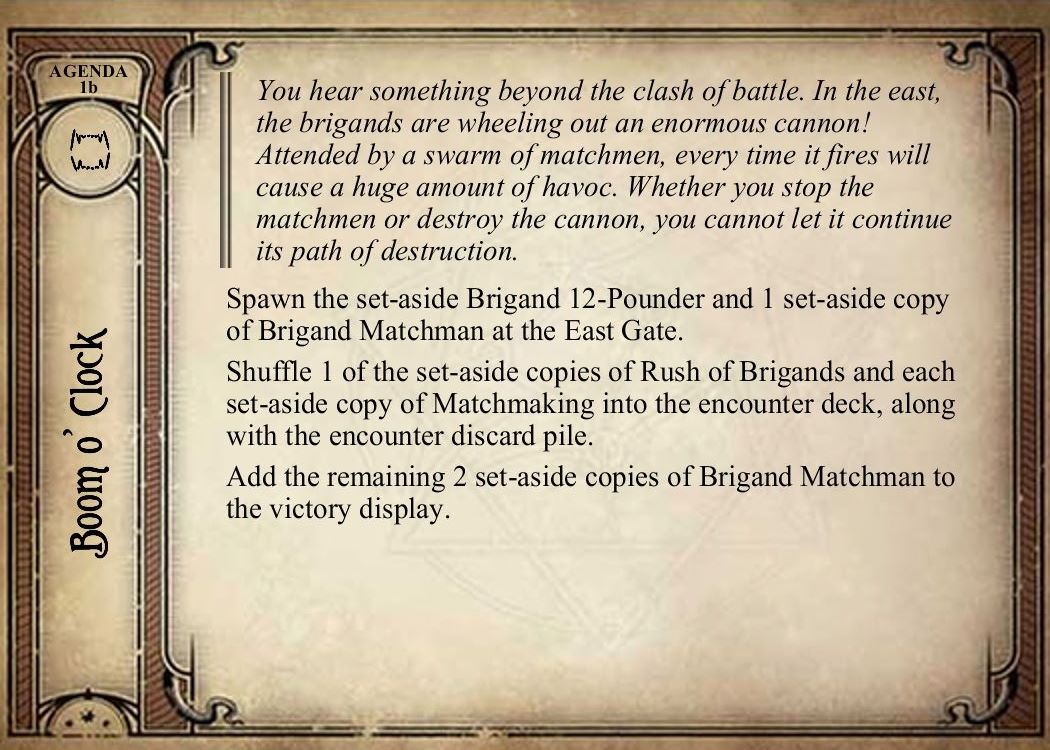 AGENDA
1b
Boom o' Clock
You hear something beyond the clash of battle. In the east,
the brigands are wheeling out an enormous cannon!
Attended by a swarm of matchmen, every time it fires will
cause a huge amount of havoc. Whether you stop the
matchmen or destroy the cannon, you cannot let it continue
its path of destruction.
Spawn the set-aside Brigand 12-Pounder and 1 set-aside copy
of Brigand Matchman at the East Gate.
Shuffle 1 of the set-aside copies of Rush of Brigands and each
set-aside copy of Matchmaking into the encounter deck, along
with the encounter discard pile.
Add the remaining 2 set-aside copies of Brigand Matchman to
the victory display.